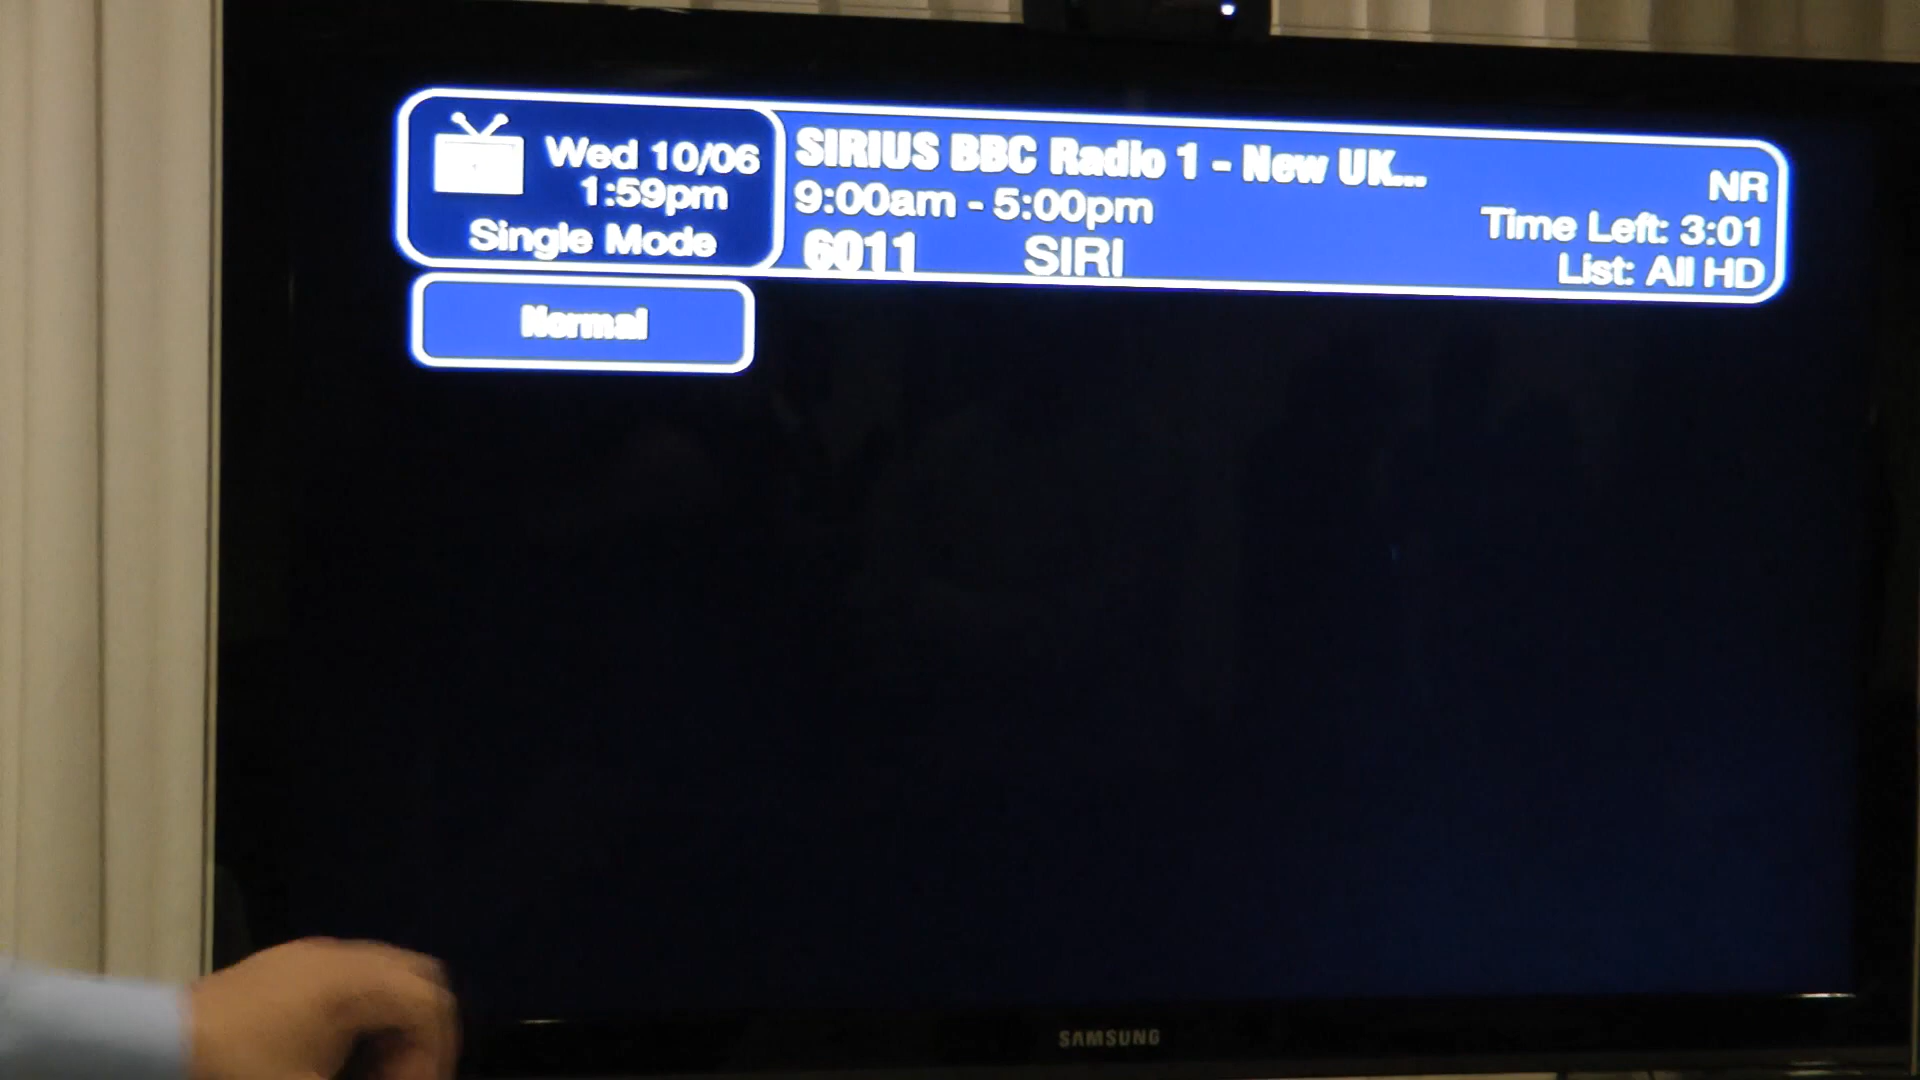 Wed 10/06
1:59pm
Single Mode
SIRIUS BBC Radio 1 - New UK...
9:00am - 5:00pm
6011 SIRI
NR
Time Left: 3:01
List: All HD
Normal
SAMSUNG